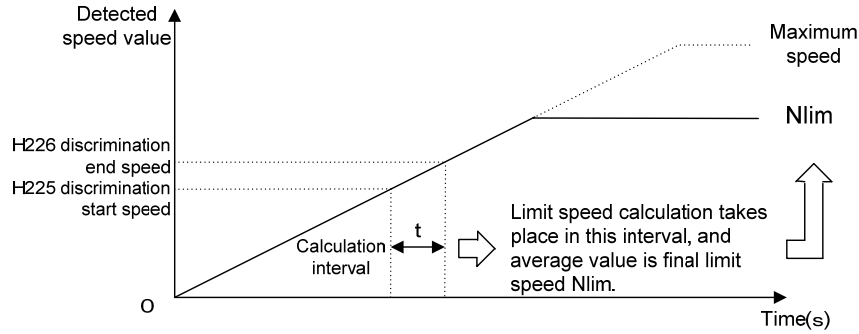 Detected
speed value
Maximum
speed
Nlim
H226 discrimination
end speed
H225 discrimination
start speed
Calculation
interval
t
Limit speed calculation takes
place in this interval, and
average value is final limit
speed Nlim.
O
Time(s)